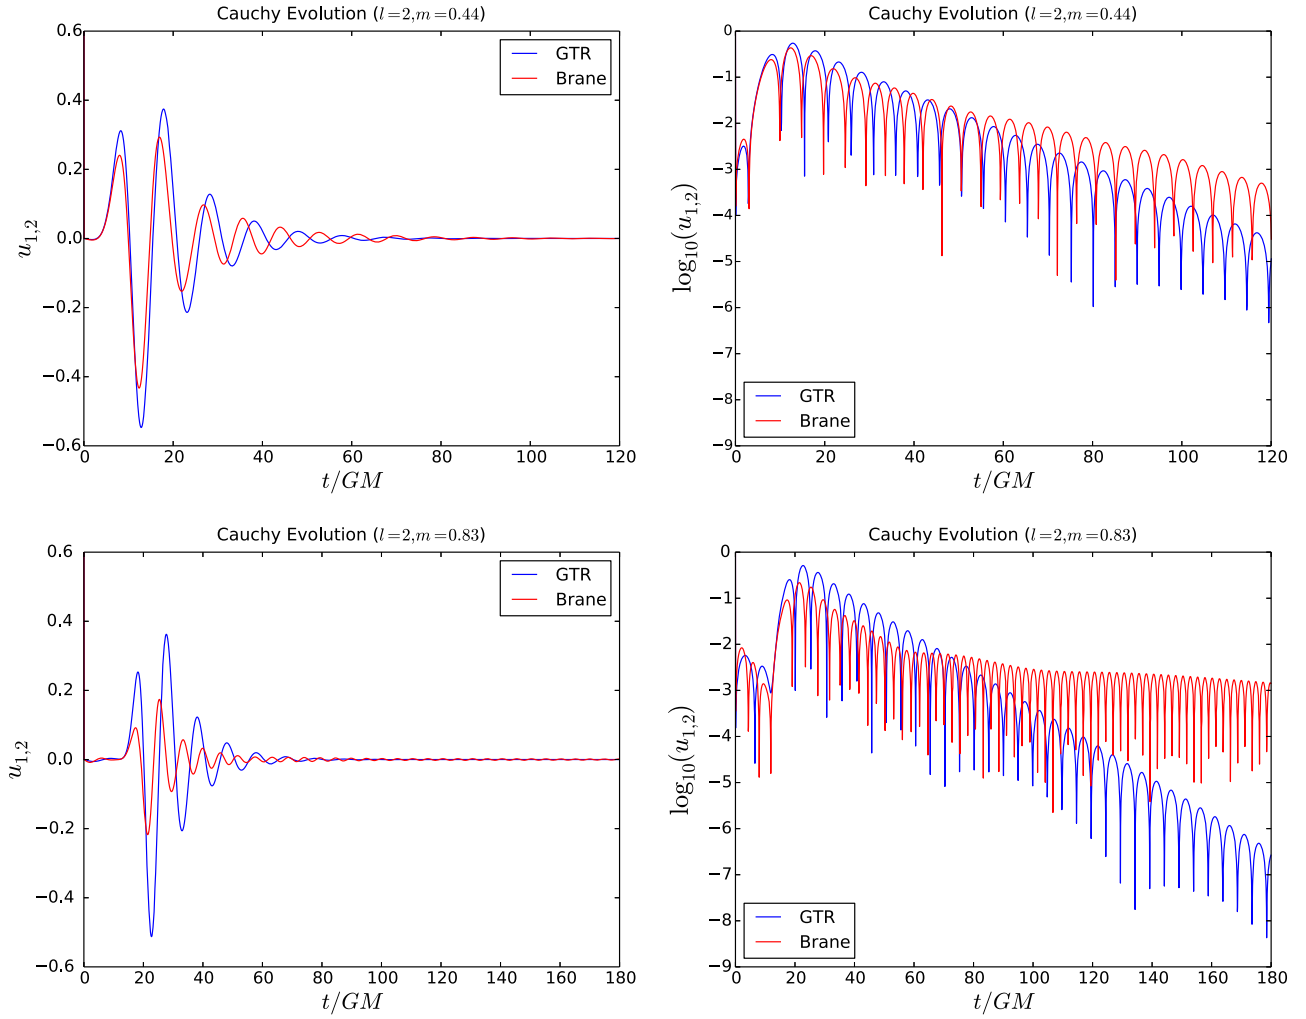 Cauchy Evolution (l=2,m=0.44)
0.6
0.4
0.2
0.0
−0.2
−0.4
−0.6
u1,2
0 20 40 60 80 100 120
t/GM
GTR
Brane
Cauchy Evolution (l=2,m=0.44)
0
−1
−2
−3
−4
−5
−6
−7
−8
−9
log10(u1,2)
0 20 40 60 80 100 120
t/GM
GTR
Brane
Cauchy Evolution (l=2,m=0.83)
0.6
0.4
0.2
0.0
−0.2
−0.4
−0.6
u1,2
0 20 40 60 80 100 120 140 160 180
t/GM
GTR
Brane
Cauchy Evolution (l=2,m=0.83)
0
−1
−2
−3
−4
−5
−6
−7
−8
−9
log10(u1,2)
0 20 40 60 80 100 120 140 160 180
t/GM
GTR
Brane